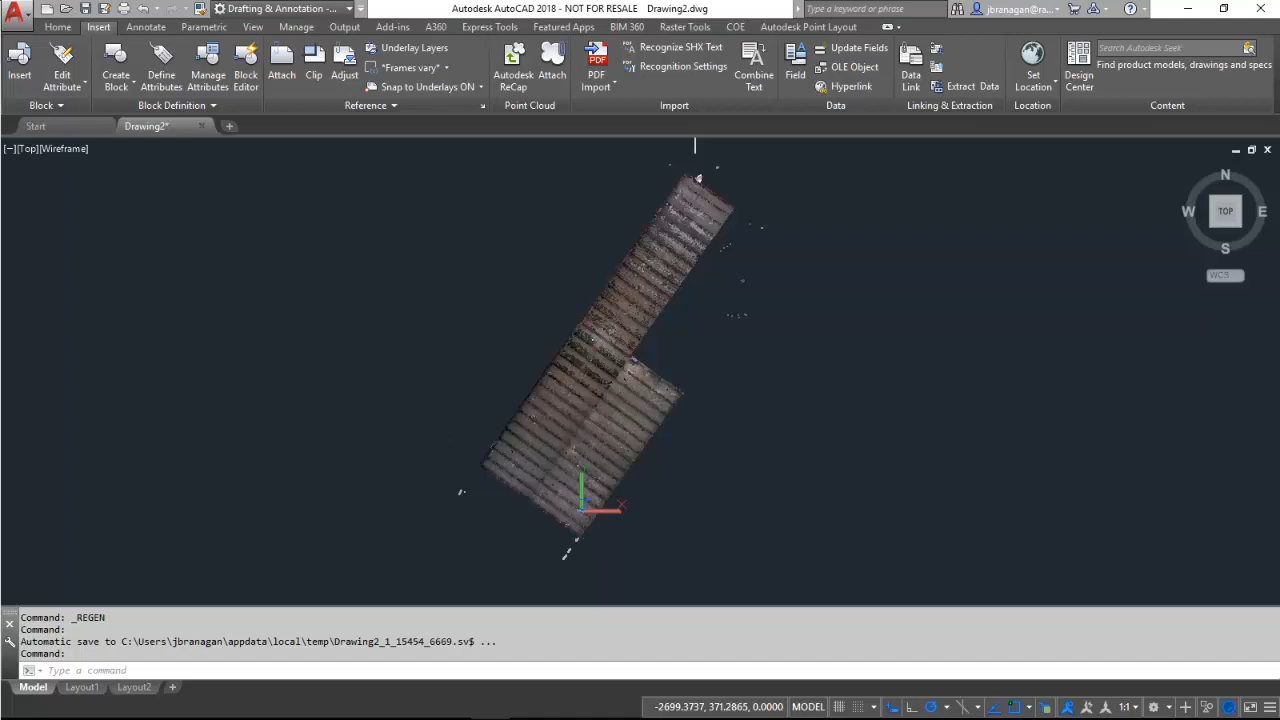 Drafting & Annotation
Autodesk AutoCAD 2018 - NOT FOR RESALE Drawing2.dwg
Type a keyword or phrase
jbranagan@ra...
Home Insert Annotate Parametric View Manage Output Add-ins A360 Express Tools Featured Apps BIM 360 Raster Tools COE Autodesk Point Layout
Insert
Edit Attribute
Create Block
Define Attributes
Manage Attributes
Block Editor
Attach
Clip
Adjust
Underlay Layers
*Frames vary*
Snap to Underlays ON
Autodesk ReCap
Attach
PDF
PDF Import
Recognize SHX Text
Recognition Settings
Combine Text
Field
Update Fields
OLE Object
Hyperlink
Data Link
Extract Data
Set Location
Design Center
Search Autodesk Seek
Find product models, drawings and specs
Block Block Definition Reference Point Cloud Import Data Linking & Extraction Location Content
Start Drawing2*
[−][Top][Wireframe]
N
W TOP E
S
WCS
Command: _REGEN
Command:
Automatic save to C:\Users\jbranagan\appdata\local\temp\Drawing2_1_15454_6669.sv$ ...
Command:
Type a command
Model Layout1 Layout2 +
-2699.3737, 371.2865, 0.0000 MODEL 1:1